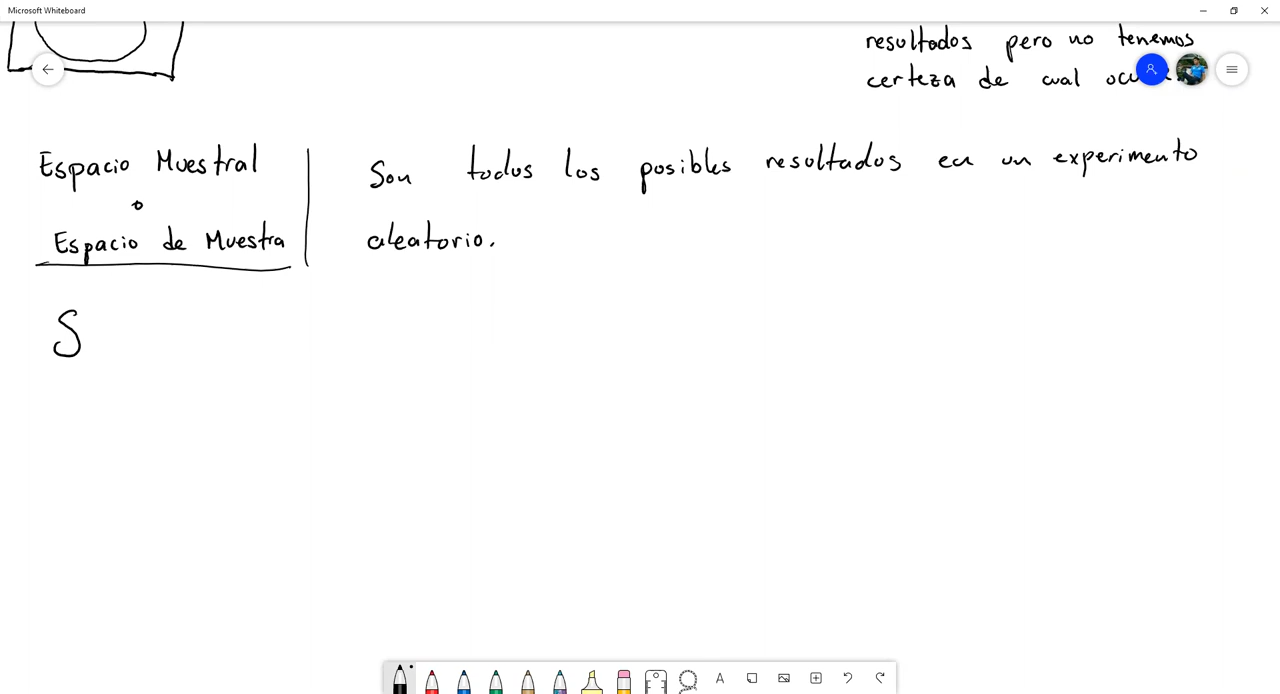 Microsoft Whiteboard
resultados pero no tenemos
certeza de cual
Espacio Muestral
o
Espacio de Muestra
Son todos los posibles resultados en un experimento
aleatorio.
S
A